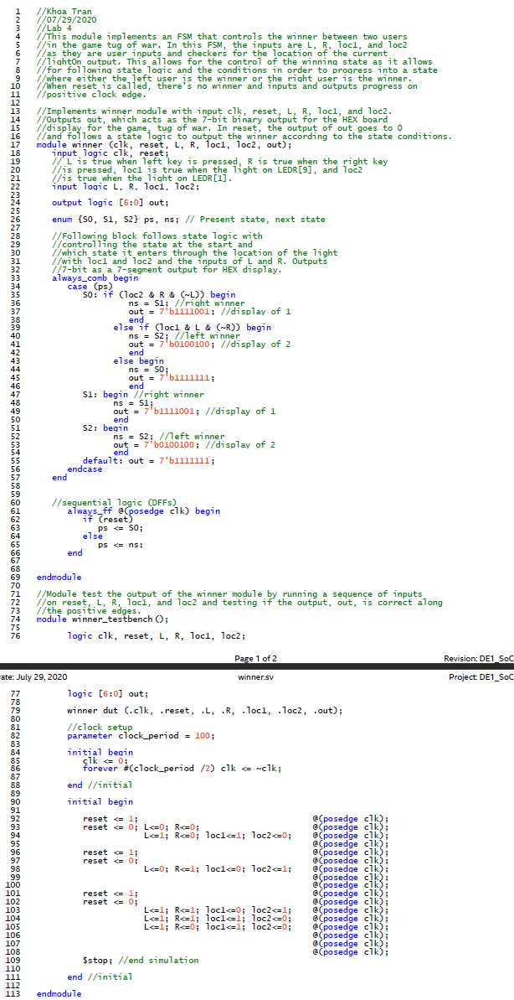 1 //Khoa Tran
2 //07/29/2020
3 //Lab 4
4 //This module implements an FSM that controls the winner between two users
5 //in the game tug of war. In this FSM, the inputs are L, R, loc1, and loc2
6 //as they are user inputs and checkers for the location of the current
7 //lightOn output. This allows for the control of the winning state as it allows
8 //for following state logic and the conditions in order to progress into a state
9 //where either the left user is the winner or the right user is the winner.
10 //When reset is called, there's no winner and inputs and outputs progress on
11 //positive clock edge.
12
13 //Implements winner module with input clk, reset, L, R, loc1, and loc2.
14 //Outputs out, which acts as the 7-bit binary output for the HEX board
15 //display for the game, tug of war. In reset, the output of out goes to 0
16 //and follows a state logic to output the winner according to the state conditions.
17 module winner (clk, reset, L, R, loc1, loc2, out);
18 input logic clk, reset;
19 // L is true when left key is pressed, R is true when the right key
20 //is pressed, loc1 is true when the light on LEDR[9], and loc2
21 //is true when the light on LEDR[1].
22 input logic L, R, loc1, loc2;
23
24 output logic [6:0] out;
25
26 enum {S0, S1, S2} ps, ns; // Present state, next state
27
28 //Following block follows state logic with
29 //controlling the state at the start and
30 //which state it enters through the location of the light
31 //with loc1 and loc2 and the inputs of L and R. Outputs
32 //7-bit as a 7-segment output for HEX display.
33 always_comb begin
34 case (ps)
35 S0: if (loc2 & R & (~L)) begin
36 ns = S1; //right winner
37 out = 7'b1111001; //display of 1
38 end
39 else if (loc1 & L & (~R)) begin
40 ns = S2; //left winner
41 out = 7'b0100100; //display of 2
42 end
43 else begin
44 ns = S0;
45 out = 7'b1111111;
46 end
47 S1: begin //right winner
48 ns = S1;
49 out = 7'b1111001; //display of 1
50 end
51 S2: begin
52 ns = S2; //left winner
53 out = 7'b0100100; //display of 2
54 end
55 default: out = 7'b1111111;
56 endcase
57 end
58
59
60 //sequential logic (DFFs)
61 always_ff @(posedge clk) begin
62 if (reset)
63 ps <= S0;
64 else
65 ps <= ns;
66 end
67
68
69 endmodule
70
71 //Module test the output of the winner module by running a sequence of inputs
72 //on reset, L, R, loc1, and loc2 and testing if the output, out, is correct along
73 //the positive edges.
74 module winner_testbench();
75
76 logic clk, reset, L, R, loc1, loc2;
Page 1 of 2 Revision: DE1_SoC
ate: July 29, 2020 winner.sv Project: DE1_SoC
77 logic [6:0] out;
78
79 winner dut (.clk, .reset, .L, .R, .loc1, .loc2, .out);
80
81 //clock setup
82 parameter clock_period = 100;
83
84 initial begin
85 clk <= 0;
86 forever #(clock_period /2) clk <= ~clk;
87
88 end //initial
89
90 initial begin
91
92 reset <= 1; @(posedge clk);
93 reset <= 0; L<=0; R<=0; @(posedge clk);
94 L<=1; R<=0; loc1<=1; loc2<=0; @(posedge clk);
95 @(posedge clk);
96 reset <= 1; @(posedge clk);
97 reset <= 0; @(posedge clk);
98 L<=0; R<=1; loc1<=0; loc2<=1; @(posedge clk);
99 @(posedge clk);
100 @(posedge clk);
101 reset <= 1; @(posedge clk);
102 reset <= 0; @(posedge clk);
103 L<=1; R<=1; loc1<=0; loc2<=1; @(posedge clk);
104 L<=1; R<=1; loc1<=1; loc2<=0; @(posedge clk);
105 L<=1; R<=0; loc1<=1; loc2<=0; @(posedge clk);
106 @(posedge clk);
107 @(posedge clk);
108 @(posedge clk);
109 $stop; //end simulation
110
111 end //initial
112
113 endmodule